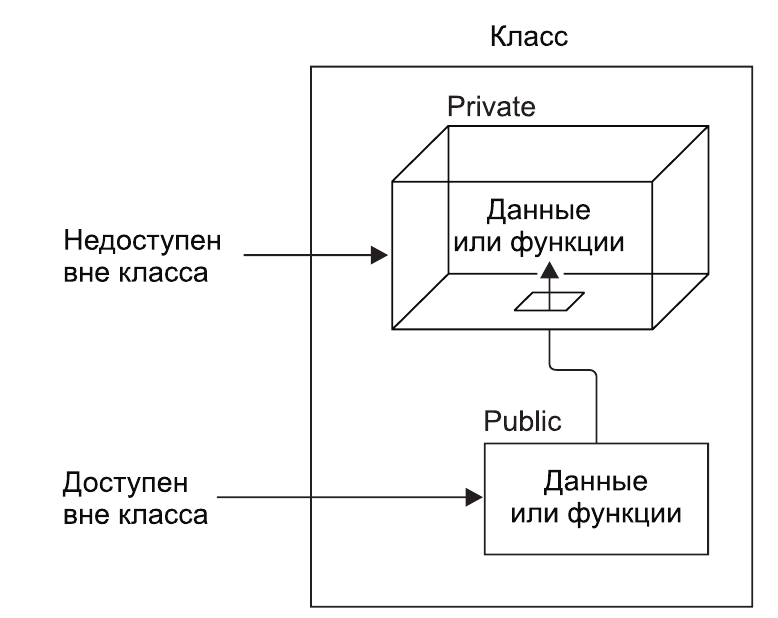 Класс
Private
Данные
или функции
Недоступен
вне класса
Public
Доступен
вне класса
Данные
или функции